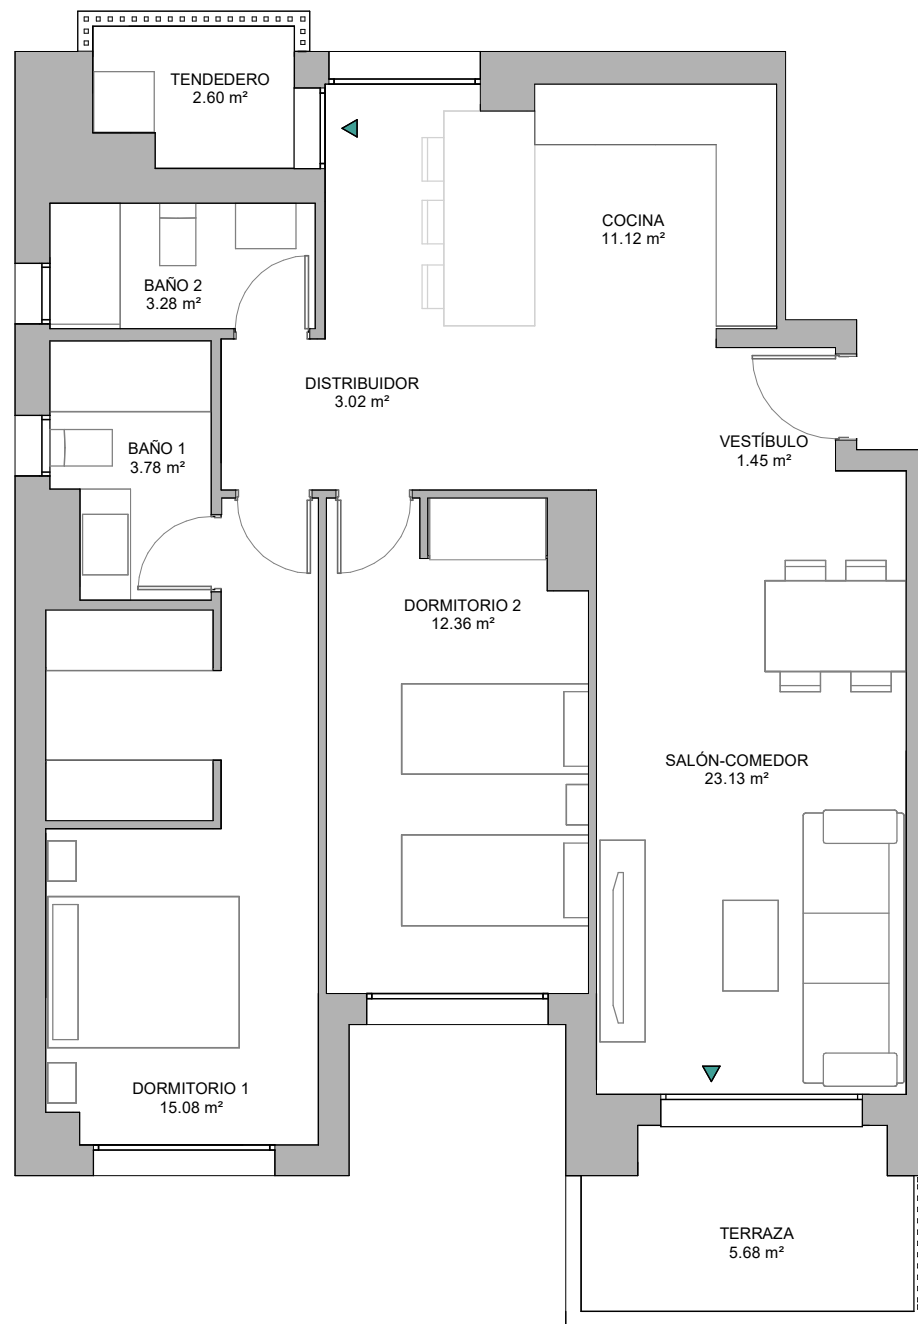 TENDEDERO
2.60 m²
COCINA
11.12 m²
BAÑO 2
3.28 m²
DISTRIBUIDOR
3.02 m²
VESTÍBULO
1.45 m²
BAÑO 1
3.78 m²
DORMITORIO 2
12.36 m²
SALÓN-COMEDOR
23.13 m²
DORMITORIO 1
15.08 m²
TERRAZA
5.68 m²